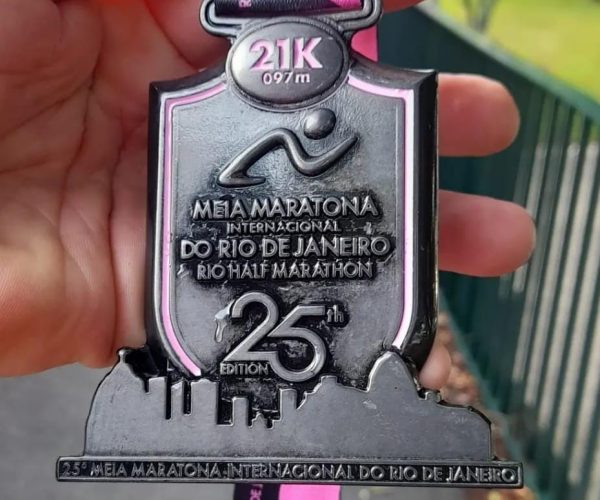 21K
097m
MEIA MARATONA
INTERNACIONAL
DO RIO DE JANEIRO
RIO HALF MARATHON
25th
EDITION
25ª MEIA MARATONA INTERNACIONAL DO RIO DE JANEIRO